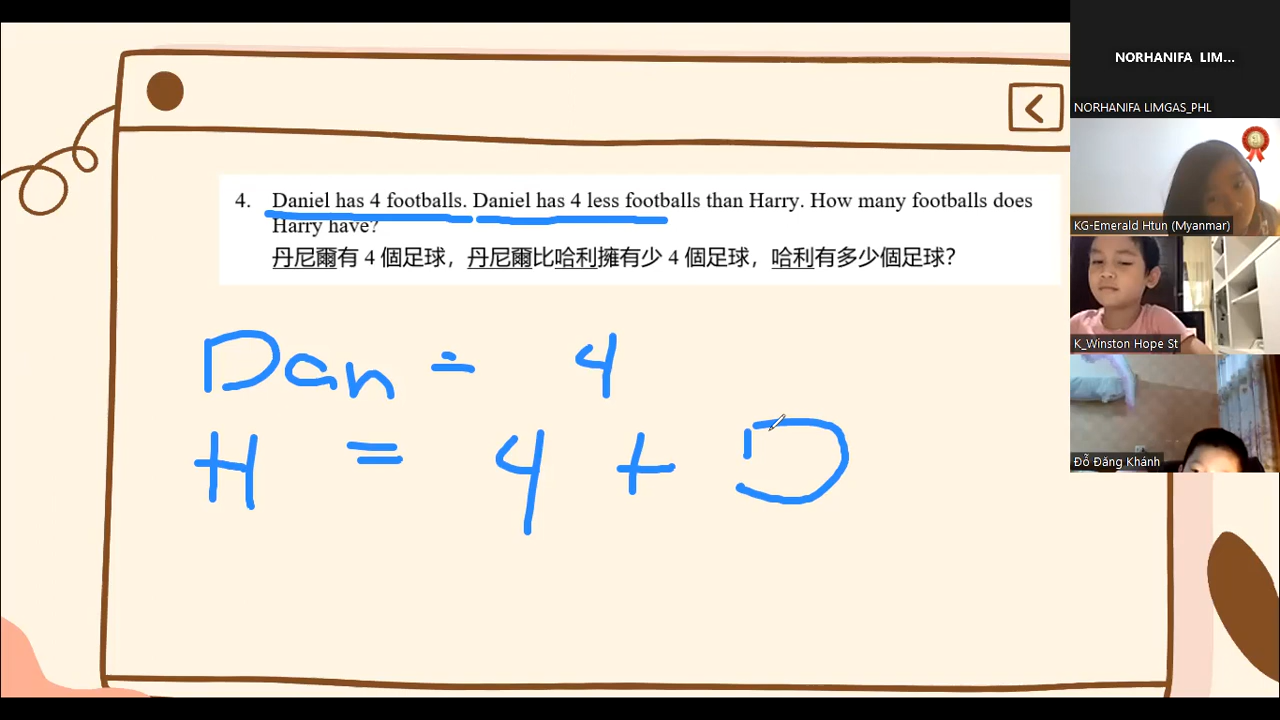 4. Daniel has 4 footballs. Daniel has 4 less footballs than Harry. How many footballs does
Harry have?
丹尼爾有 4 個足球，丹尼爾比哈利擁有少 4 個足球，哈利有多少個足球？
Dan = 4
H = 4 + D
NORHANIFA LIM...
NORHANIFA LIMGAS_PHL
KG-Emerald Htun (Myanmar)
K_Winston Hope St
Đỗ Đăng Khánh